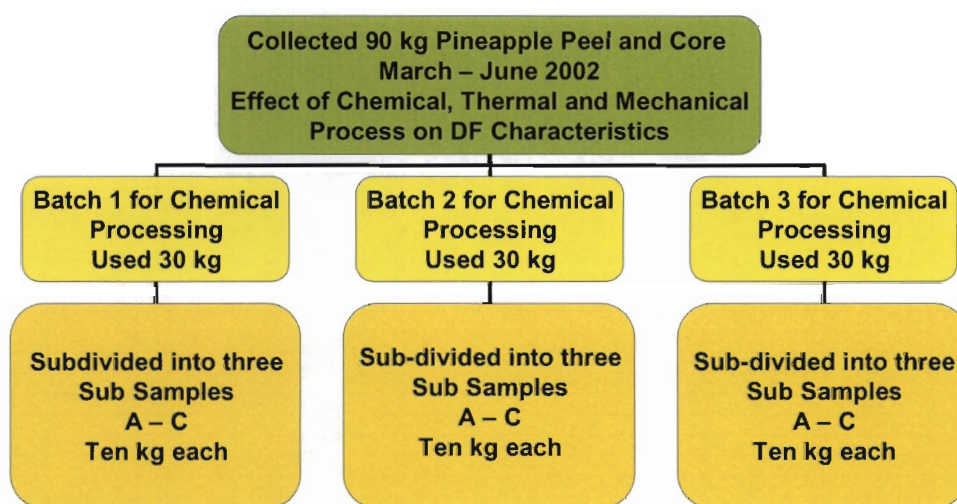 Collected 90 kg Pineapple Peel and Core
March – June 2002
Effect of Chemical, Thermal and Mechanical
Process on DF Characteristics
Batch 1 for Chemical
Processing
Used 30 kg
Batch 2 for Chemical
Processing
Used 30 kg
Batch 3 for Chemical
Processing
Used 30 kg
Subdivided into three
Sub Samples
A – C
Ten kg each
Sub-divided into three
Sub Samples
A – C
Ten kg each
Sub-divided into three
Sub Samples
A – C
Ten kg each